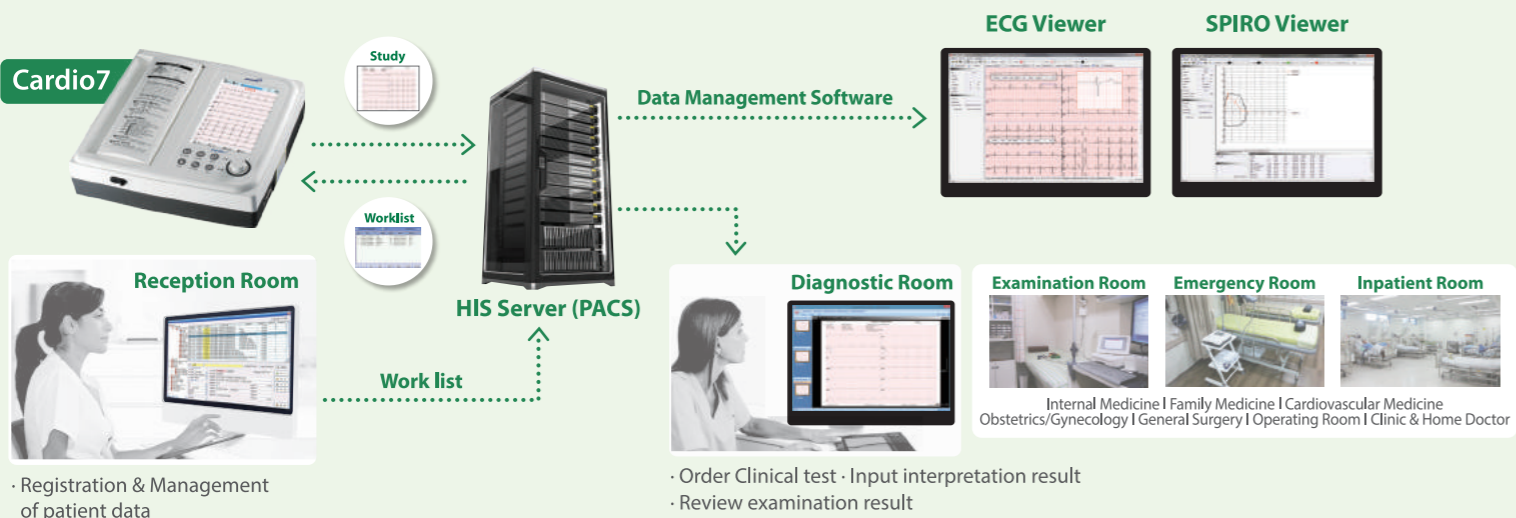 ECG Viewer
SPIRO Viewer
Cardio7
Study
Data Management Software
Worklist
Reception Room
HIS Server (PACS)
Work list
Diagnostic Room
Examination Room
Emergency Room
Inpatient Room
Internal Medicine I Family Medicine I Cardiovascular Medicine
Obstetrics/Gynecology I General Surgery I Operating Room I Clinic & Home Doctor
· Registration & Management
of patient data
· Order Clinical test · Input interpretation result
· Review examination result